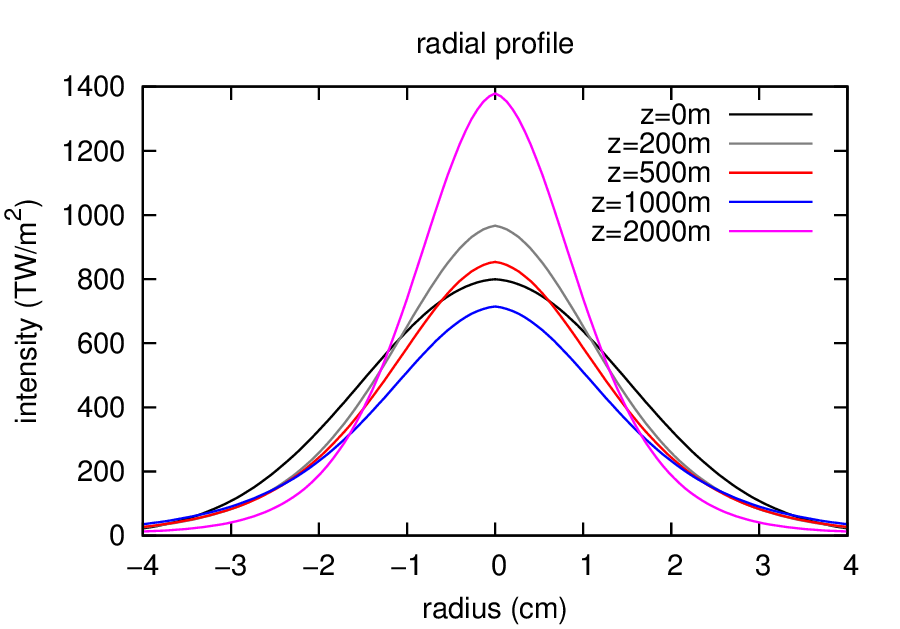 radial profile
1400
1200
1000
800
600
400
200
0
intensity (TW/m²)
z=0m
z=200m
z=500m
z=1000m
z=2000m
−4 −3 −2 −1 0 1 2 3 4
radius (cm)